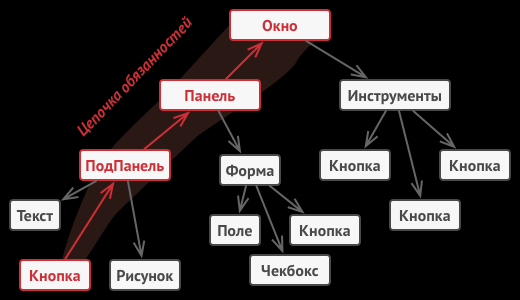 Окно
Цепочка обязанностей
Панель
Инструменты
ПодПанель
Форма
Кнопка
Кнопка
Текст
Поле
Кнопка
Кнопка
Кнопка
Рисунок
Чекбокс